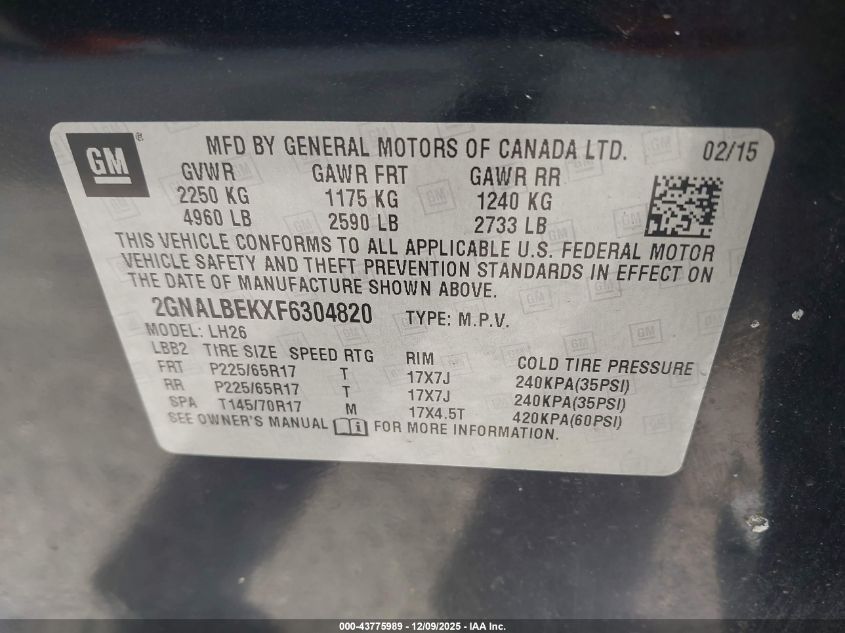 GM ® MFD BY GENERAL MOTORS OF CANADA LTD. 02/15
GVWR GAWR FRT GAWR RR
2250 KG 1175 KG 1240 KG
4960 LB 2590 LB 2733 LB
THIS VEHICLE CONFORMS TO ALL APPLICABLE U.S. FEDERAL MOTOR
VEHICLE SAFETY AND THEFT PREVENTION STANDARDS IN EFFECT ON
THE DATE OF MANUFACTURE SHOWN ABOVE.
2GNALBEKXF6304820 TYPE: M.P.V.
MODEL: LH26
LBB2 TIRE SIZE SPEED RTG RIM COLD TIRE PRESSURE
FRT P225/65R17 T 17X7J 240KPA(35PSI)
RR P225/65R17 T 17X7J 240KPA(35PSI)
SPA T145/70R17 M 17X4.5T 420KPA(60PSI)
SEE OWNER'S MANUAL i FOR MORE INFORMATION.
000-43775989 - 12/09/2025 - IAA Inc.